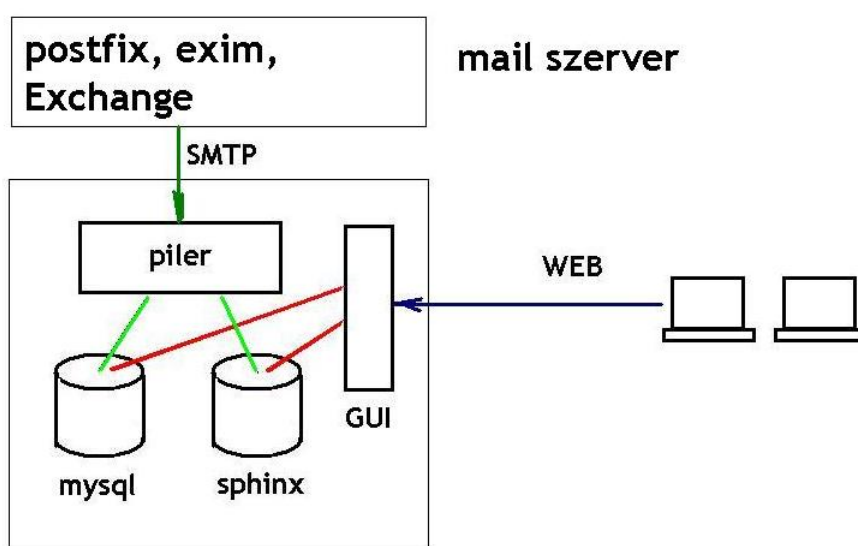 postfix, exim,
Exchange
mail szerver
SMTP
piler
WEB
GUI
mysql
sphinx